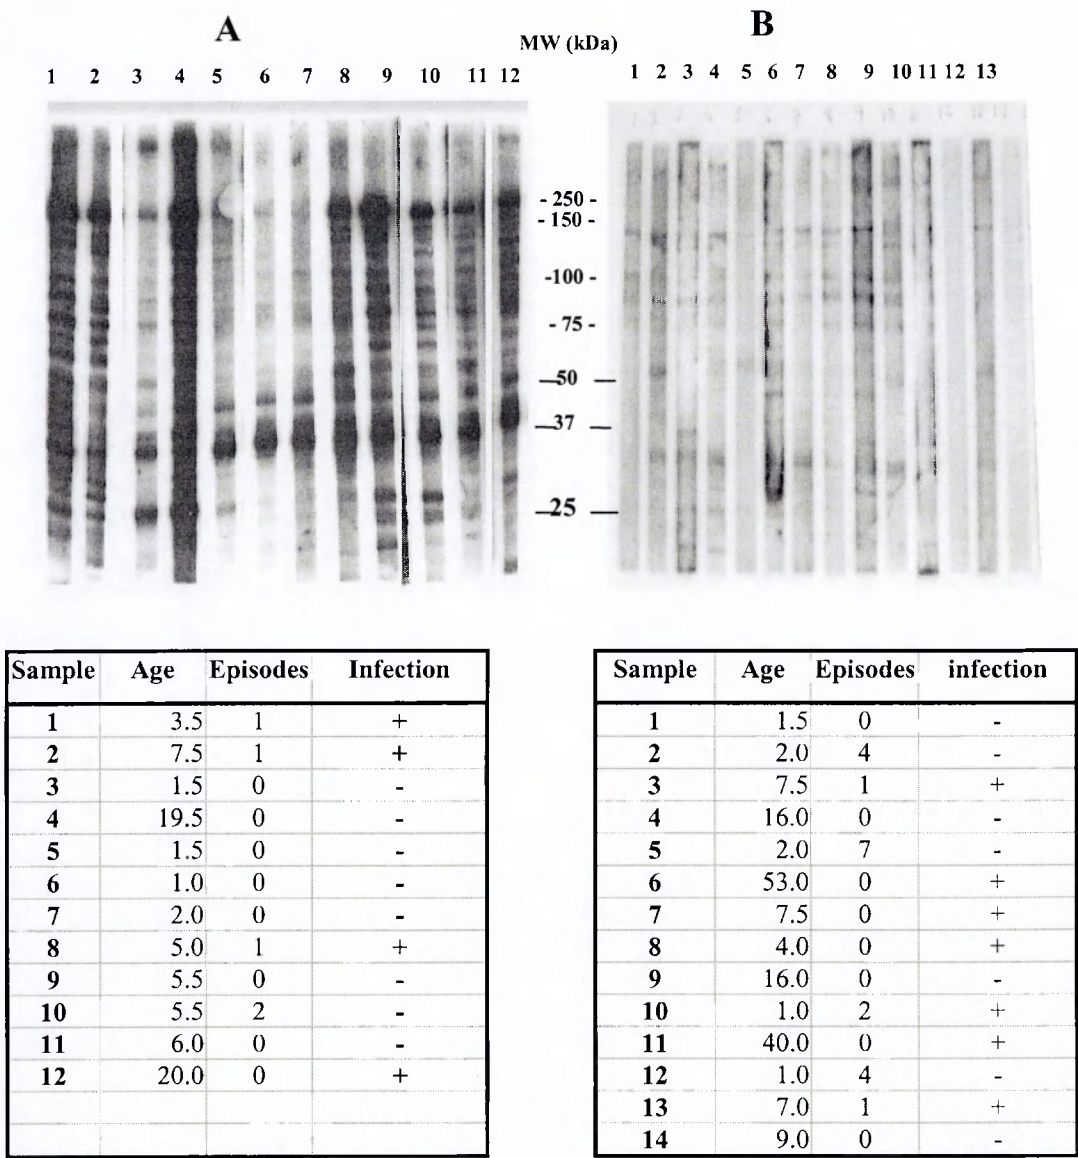 A
B
MW (kDa)
1 2 3 4 5 6 7 8 9 10 11 12
1 2 3 4 5 6 7 8 9 10 11 12 13
- 250 -
- 150 -
-100 -
- 75 -
—50 —
—37 —
—25 —
Sample Age Episodes Infection
1 3.5 1 +
2 7.5 1 +
3 1.5 0 -
4 19.5 0 -
5 1.5 0 -
6 1.0 0 -
7 2.0 0 -
8 5.0 1 +
9 5.5 0 -
10 5.5 2 -
11 6.0 0 -
12 20.0 0 +
Sample Age Episodes infection
1 1.5 0 -
2 2.0 4 -
3 7.5 1 +
4 16.0 0 -
5 2.0 7 -
6 53.0 0 +
7 7.5 0 +
8 4.0 0 +
9 16.0 0 -
10 1.0 2 +
11 40.0 0 +
12 1.0 4 -
13 7.0 1 +
14 9.0 0 -